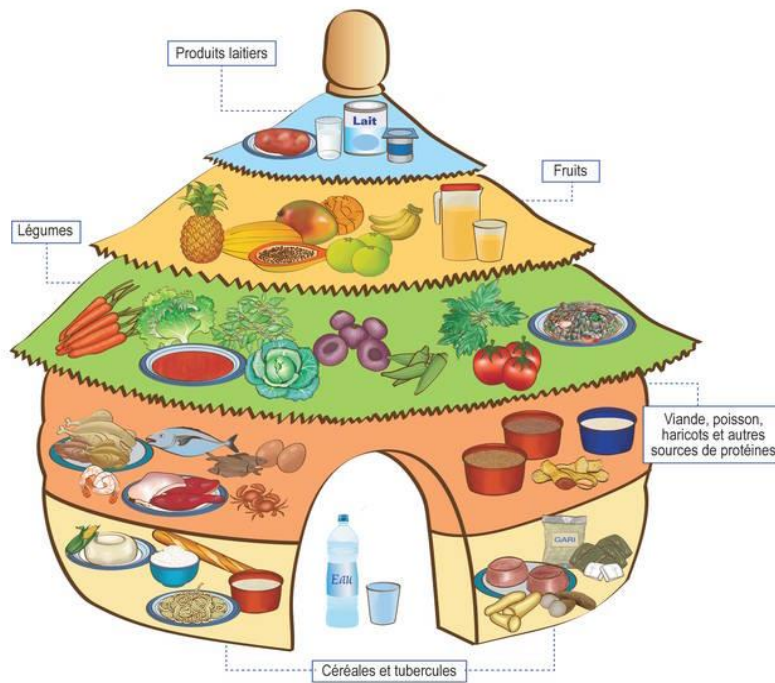 Produits laitiers
Lait
Fruits
Légumes
Viande, poisson,
haricots et autres
sources de protéines
Eau
GARI
Céréales et tubercules